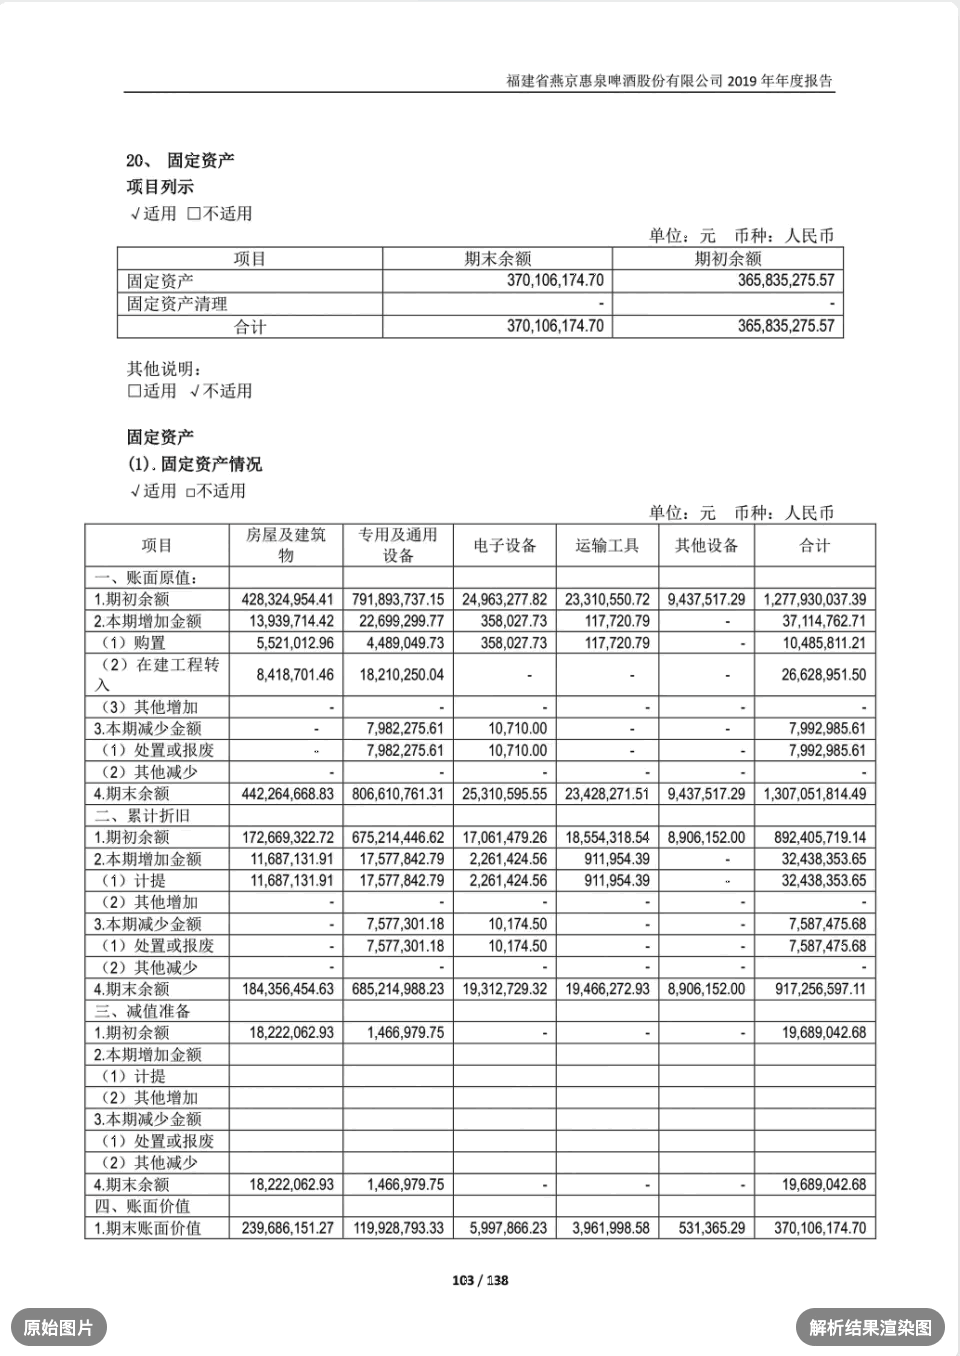 福建省燕京惠泉啤酒股份有限公司 2019 年年度报告
20、 固定资产
项目列示
√适用 □不适用
单位：元 币种：人民币
项目 期末余额 期初余额
固定资产 370,106,174.70 365,835,275.57
固定资产清理 - -
合计 370,106,174.70 365,835,275.57
其他说明：
□适用 √不适用
固定资产
(1). 固定资产情况
√适用 □不适用
单位：元 币种：人民币
项目 房屋及建筑物 专用及通用设备 电子设备 运输工具 其他设备 合计
一、账面原值：
1.期初余额 428,324,954.41 791,893,737.15 24,963,277.82 23,310,550.72 9,437,517.29 1,277,930,037.39
2.本期增加金额 13,939,714.42 22,699,299.77 358,027.73 117,720.79 - 37,114,762.71
（1）购置 5,521,012.96 4,489,049.73 358,027.73 117,720.79 - 10,485,811.21
（2）在建工程转入 8,418,701.46 18,210,250.04 - - - 26,628,951.50
（3）其他增加 - - - - - -
3.本期减少金额 - 7,982,275.61 10,710.00 - - 7,992,985.61
（1）处置或报废 - 7,982,275.61 10,710.00 - - 7,992,985.61
（2）其他减少 - - - - - -
4.期末余额 442,264,668.83 806,610,761.31 25,310,595.55 23,428,271.51 9,437,517.29 1,307,051,814.49
二、累计折旧
1.期初余额 172,669,322.72 675,214,446.62 17,061,479.26 18,554,318.54 8,906,152.00 892,405,719.14
2.本期增加金额 11,687,131.91 17,577,842.79 2,261,424.56 911,954.39 - 32,438,353.65
（1）计提 11,687,131.91 17,577,842.79 2,261,424.56 911,954.39 - 32,438,353.65
（2）其他增加 - - - - - -
3.本期减少金额 - 7,577,301.18 10,174.50 - - 7,587,475.68
（1）处置或报废 - 7,577,301.18 10,174.50 - - 7,587,475.68
（2）其他减少 - - - - - -
4.期末余额 184,356,454.63 685,214,988.23 19,312,729.32 19,466,272.93 8,906,152.00 917,256,597.11
三、减值准备
1.期初余额 18,222,062.93 1,466,979.75 - - - 19,689,042.68
2.本期增加金额
（1）计提
（2）其他增加
3.本期减少金额
（1）处置或报废
（2）其他减少
4.期末余额 18,222,062.93 1,466,979.75 - - - 19,689,042.68
四、账面价值
1.期末账面价值 239,686,151.27 119,928,793.33 5,997,866.23 3,961,998.58 531,365.29 370,106,174.70
103 / 138
原始图片 解析结果渲染图